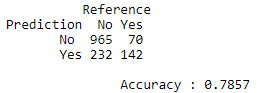 Reference
Prediction No Yes
No 965 70
Yes 232 142
Accuracy : 0.7857